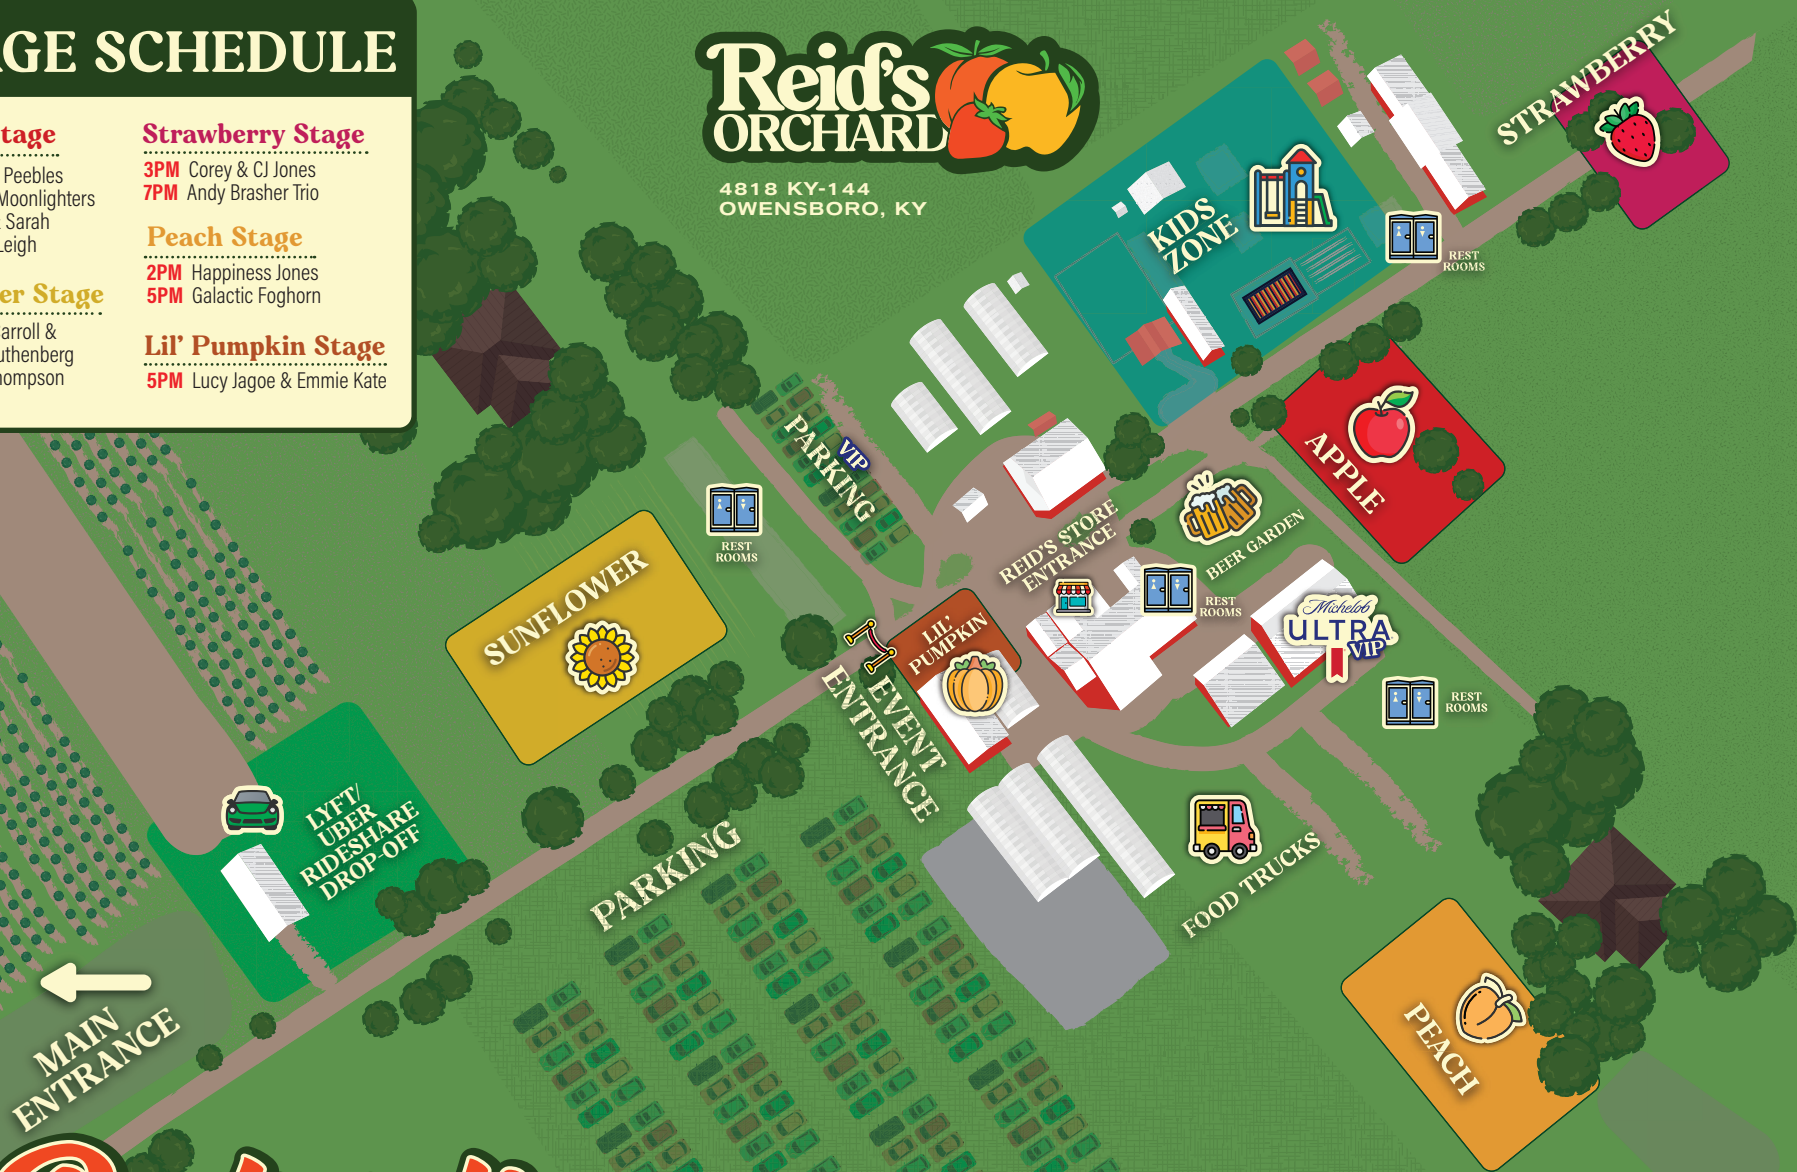 GE SCHEDULE
tage
Peebles
Moonlighters
Sarah
Leigh
er Stage
arroll &
uthenberg
hompson
Strawberry Stage
3PM Corey & CJ Jones
7PM Andy Brasher Trio
Peach Stage
2PM Happiness Jones
5PM Galactic Foghorn
Lil' Pumpkin Stage
5PM Lucy Jagoe & Emmie Kate
Reid's
ORCHARD
4818 KY-144
OWENSBORO, KY
STRAWBERRY
KIDS
ZONE
REST
ROOMS
APPLE
PARKING
VIP
REST
ROOMS
SUNFLOWER
REID'S STORE
ENTRANCE
BEER GARDEN
REST
ROOMS
Michelob
ULTRA
VIP
REST
ROOMS
LIL'
PUMPKIN
EVENT
ENTRANCE
LYFT/
UBER
RIDESHARE
DROP-OFF
PARKING
FOOD TRUCKS
PEACH
MAIN
ENTRANCE